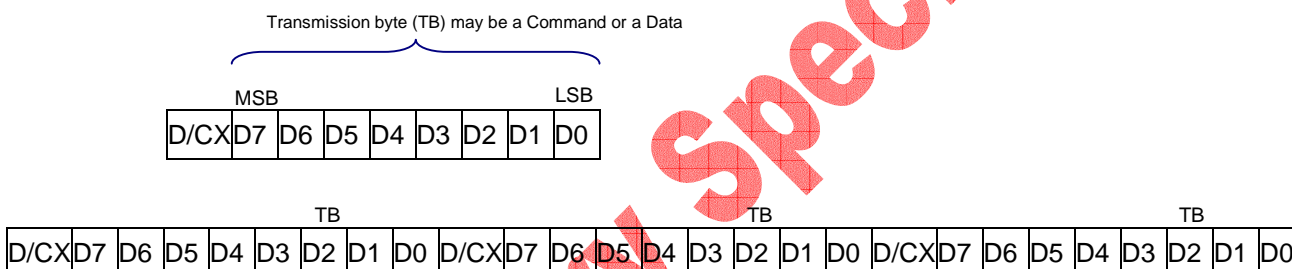 Transmission byte (TB) may be a Command or a Data
MSB LSB
D/CX D7 D6 D5 D4 D3 D2 D1 D0
TB TB TB
D/CX D7 D6 D5 D4 D3 D2 D1 D0 D/CX D7 D6 D5 D4 D3 D2 D1 D0 D/CX D7 D6 D5 D4 D3 D2 D1 D0